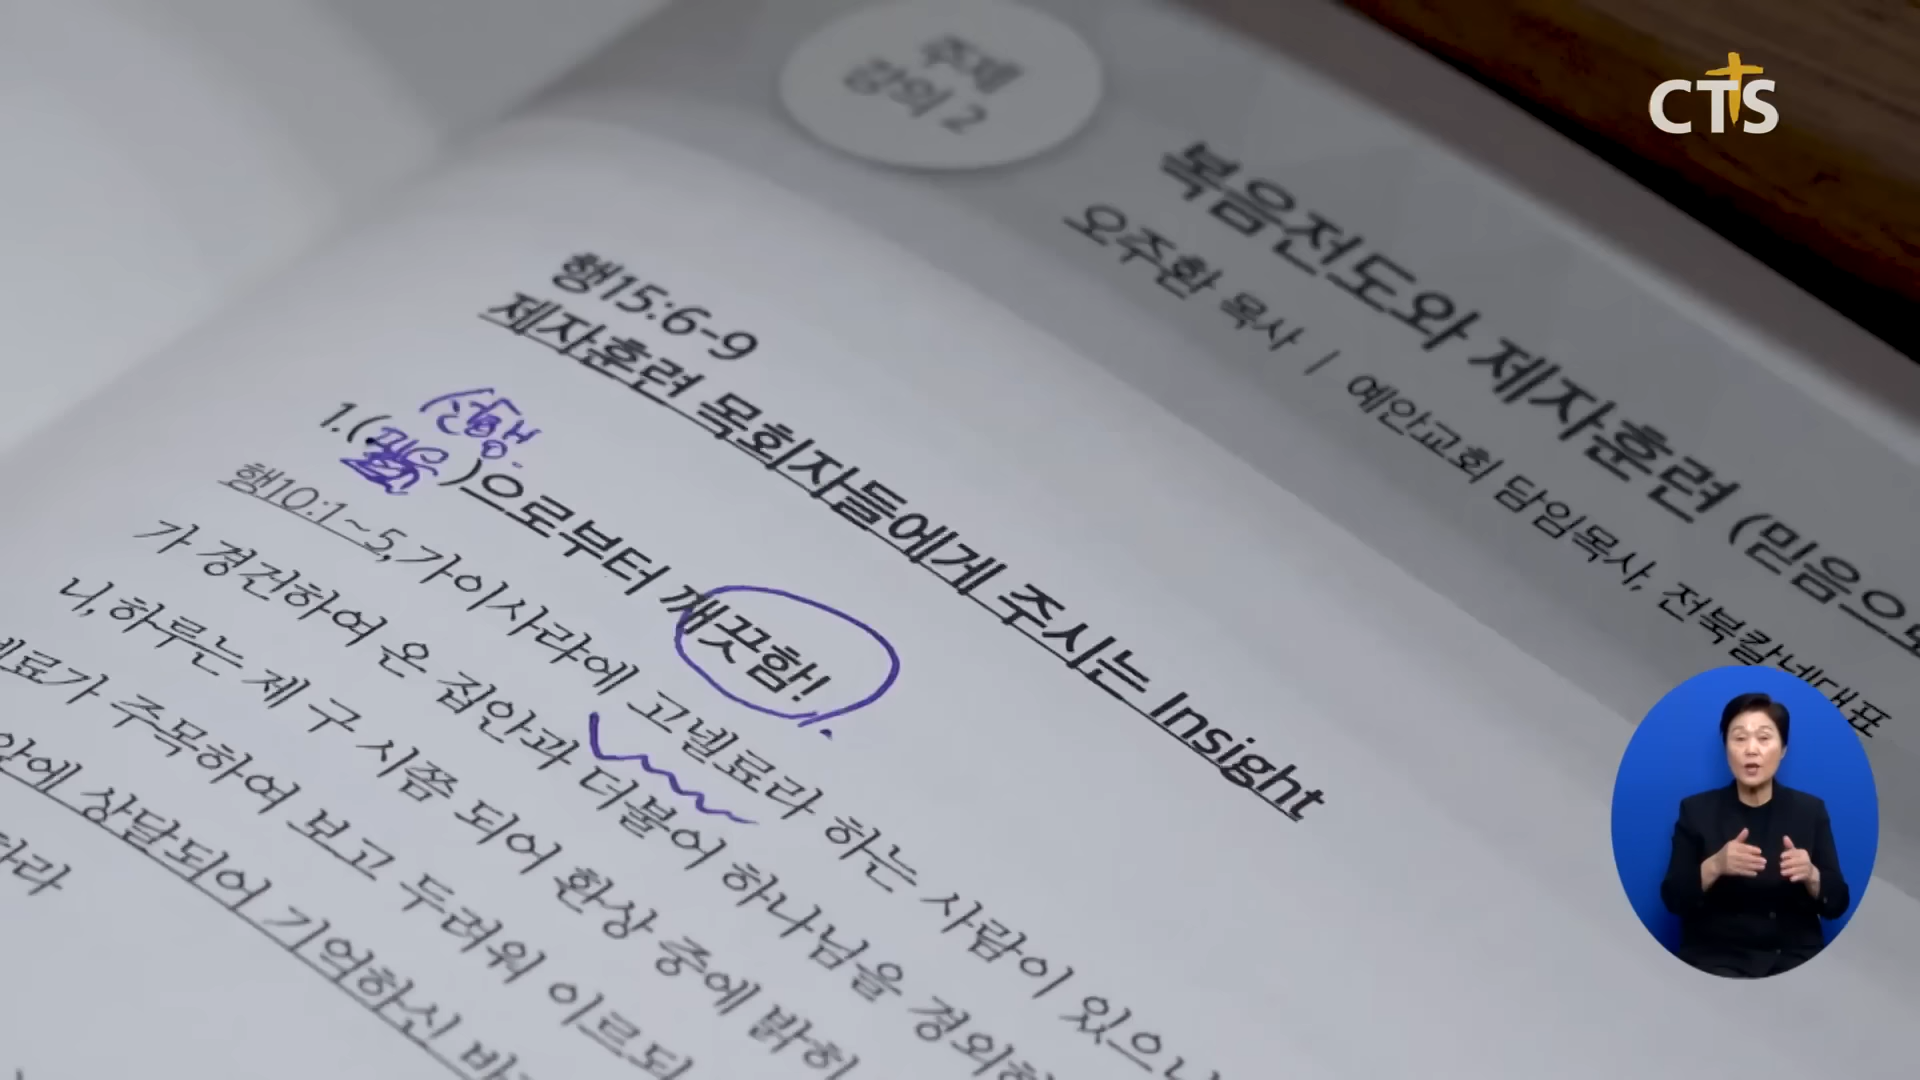 CTS
주제
강의 2
복음전도와 제자훈련 (믿음으로
오주환 목사 | 예안교회 담임목사, 전북칼넷대표
행15:6-9
제자훈련 목회자들에게 주시는 Insight
(선행
1.( )으로부터 깨끗함!
행10:1~5, 가이사랴에 고넬료라 하는 사람이 있으니
가 경건하여 온 집안과 더불어 하나님을 경외하
니, 하루는 제 구 시쯤 되어 환상 중에 밝히
넬료가 주목하여 보고 두려워 이르되
앞에 상달되어 기억하신 바